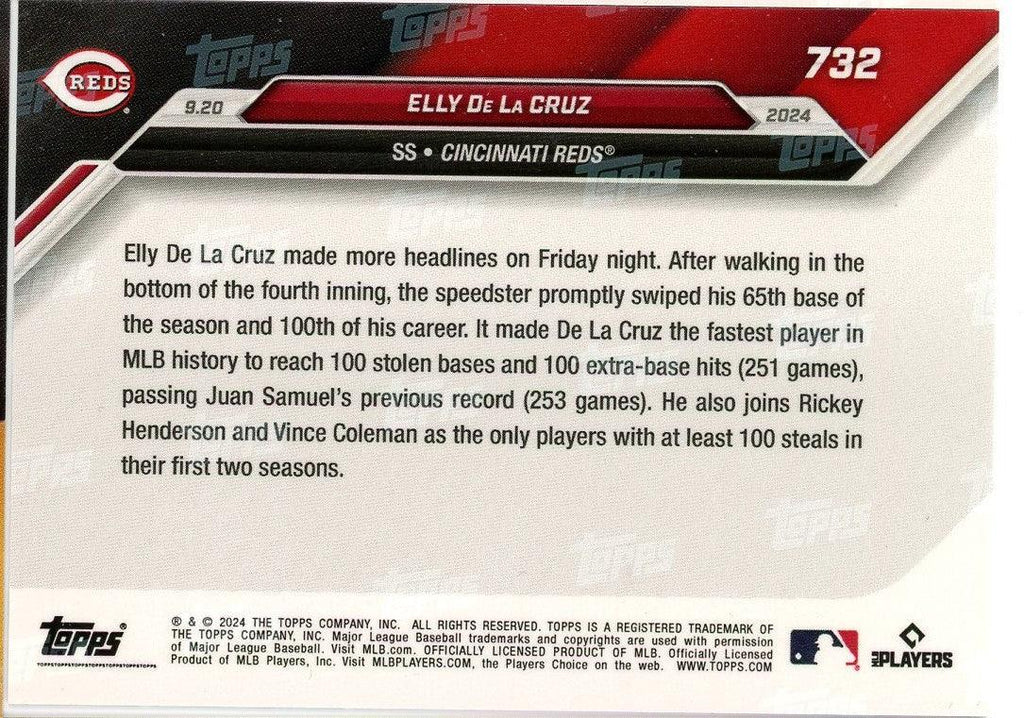 REDS
732
9.20
ELLY DE LA CRUZ
2024
SS • CINCINNATI REDS®
Elly De La Cruz made more headlines on Friday night. After walking in the
bottom of the fourth inning, the speedster promptly swiped his 65th base of
the season and 100th of his career. It made De La Cruz the fastest player in
MLB history to reach 100 stolen bases and 100 extra-base hits (251 games),
passing Juan Samuel's previous record (253 games). He also joins Rickey
Henderson and Vince Coleman as the only players with at least 100 steals in
their first two seasons.
Topps®
TOPPSTOPPSTOPPSTOPPSTOPPSTOPPSTOPPS
® & © 2024 THE TOPPS COMPANY, INC. ALL RIGHTS RESERVED. TOPPS IS A REGISTERED TRADEMARK OF
THE TOPPS COMPANY, INC. Major League Baseball trademarks and copyrights are used with permission
of Major League Baseball. Visit MLB.com. OFFICIALLY LICENSED PRODUCT OF MLB. Officially Licensed
Product of MLB Players, Inc. Visit MLBPLAYERS.COM, the Players Choice on the web. WWW.TOPPS.COM
MLB PLAYERS